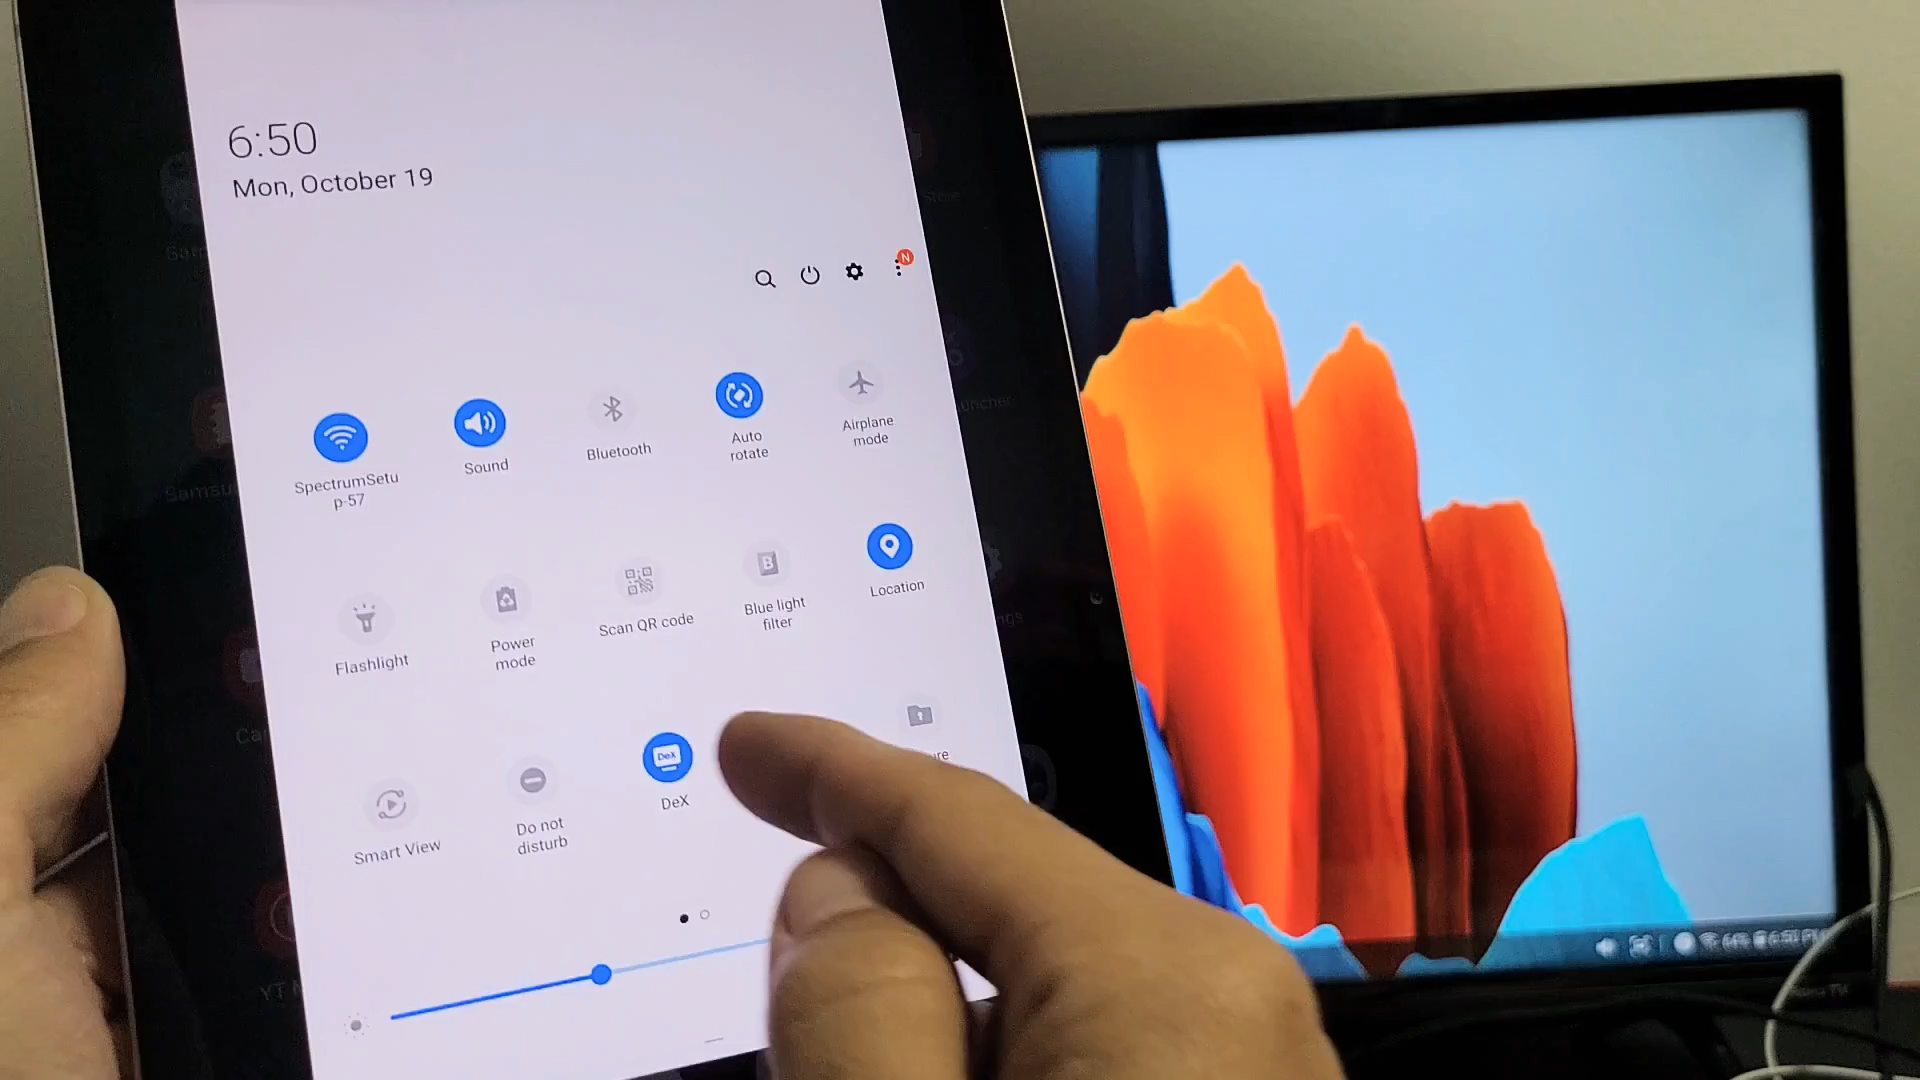 6:50
Mon, October 19
N
SpectrumSetu
p-57
Sound
Bluetooth
Auto
rotate
Airplane
mode
Flashlight
Power
mode
Scan QR code
B
Blue light
filter
Location
Smart View
Do not
disturb
DeX
DeX